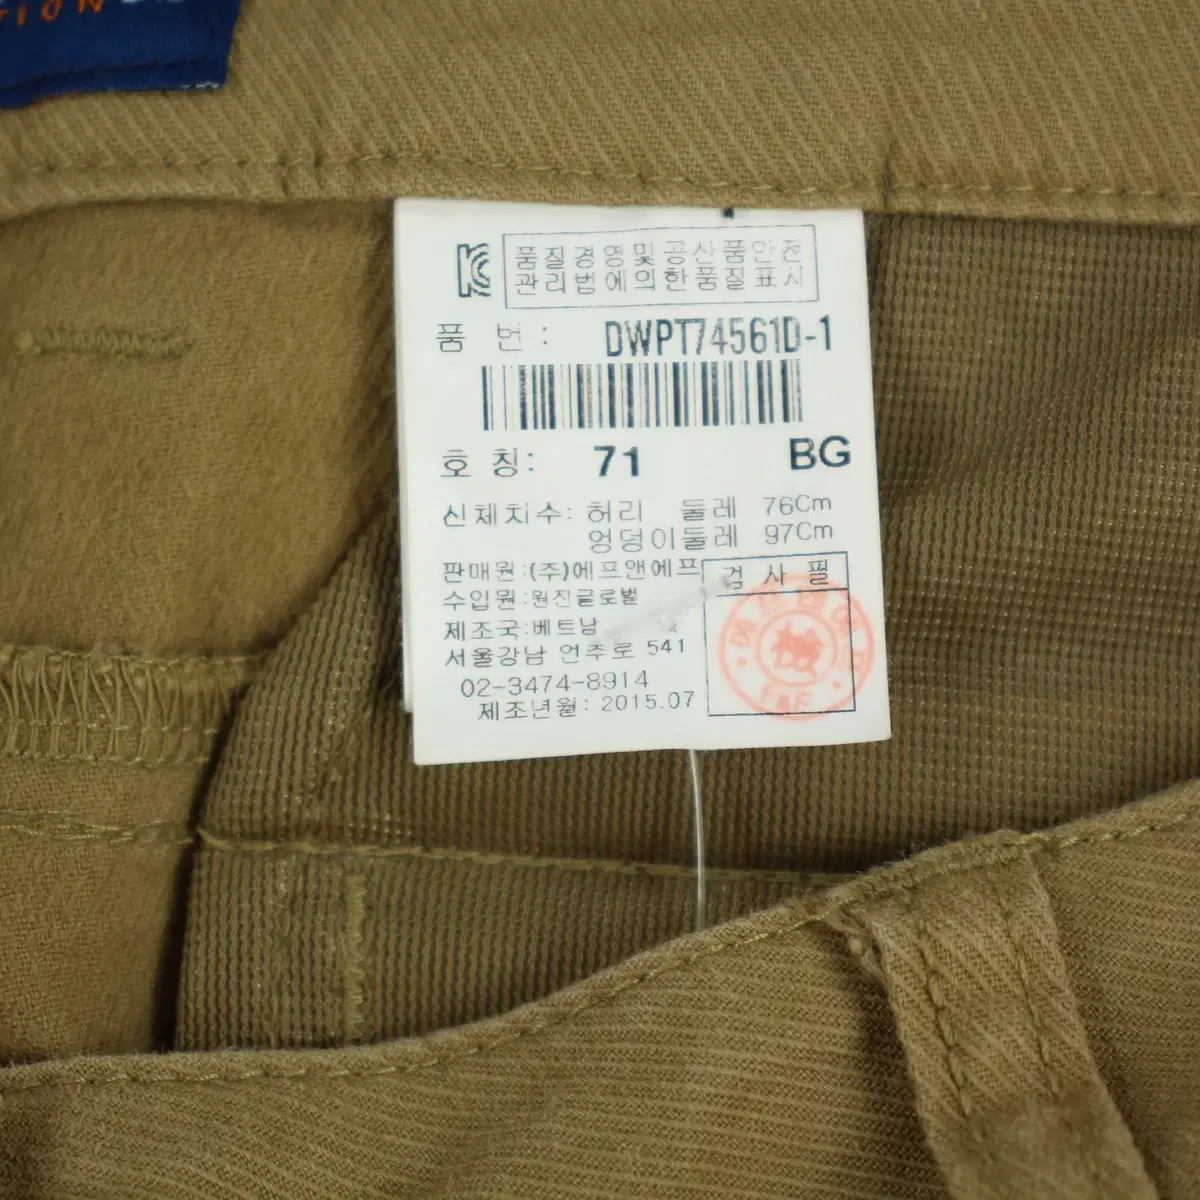 품질경영및공산품안전
관리법에의한품질표시
품 번 : DWPT74561D-1
호 칭: 71 BG
신체치수: 허리 둘레 76Cm
엉덩이둘레 97Cm
판매원:(주)에프앤에프
검 사 필
수입원:원진글로벌
제조국:베트남
서울강남 언주로 541
02-3474-8914
제조년월: 2015.07
F&F